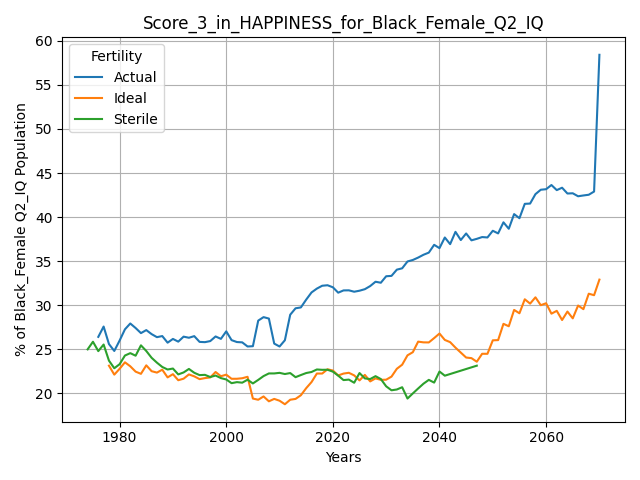 Score_3_in_HAPPINESS_for_Black_Female_Q2_IQ
% of Black_Female Q2_IQ Population
60
55
50
45
40
35
30
25
20
Fertility
Actual
Ideal
Sterile
1980
2000
2020
2040
2060
Years